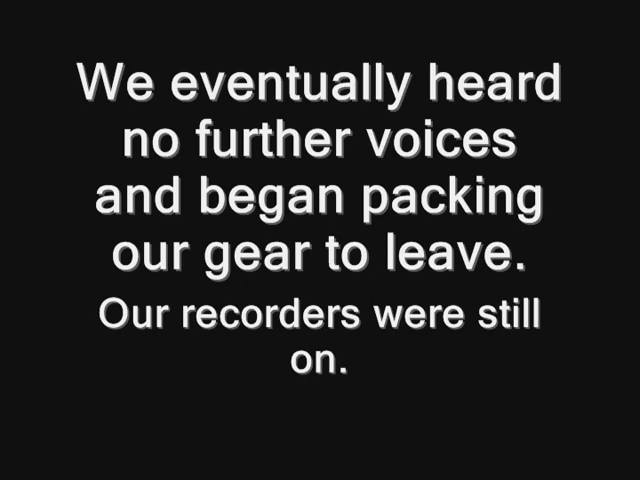 We eventually heard
no further voices
and began packing
our gear to leave.
Our recorders were still
on.